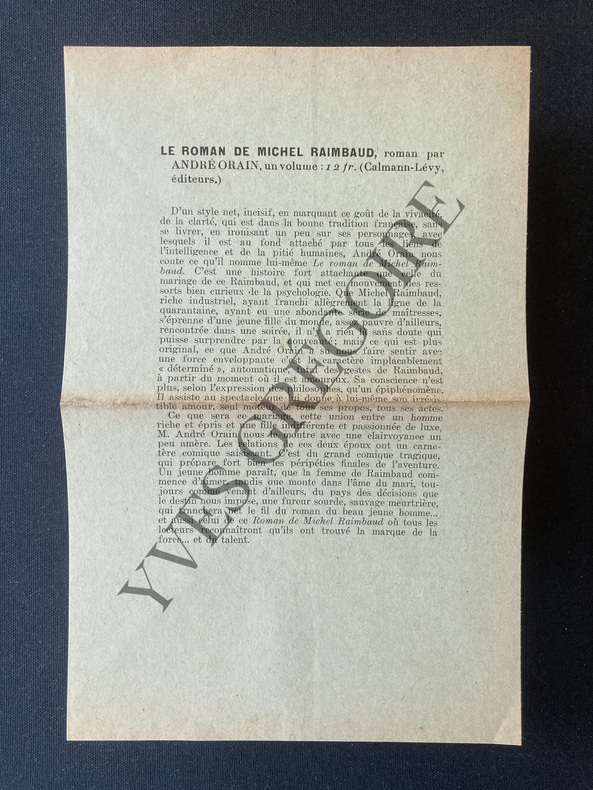 LE ROMAN DE MICHEL RAIMBAUD, roman par
ANDRÉ ORAIN, un volume : 12 fr. (Calmann-Lévy,
éditeurs.)
D'un style net, incisif, en marquant ce goût de la vivacité,
de la clarté, qui est dans la bonne tradition française, sans
se livrer, en ironisant un peu sur ses personnages avec
lesquels il est au fond attaché par tous les liens de
l'intelligence et de la pitié humaines, André Orain nous
conte ce qu'il nomme lui-même Le roman de Michel Raim-
baud. C'est une histoire fort attachante que celle du
mariage de ce Raimbaud, et qui met en mouvement des res-
sorts bien curieux de la psychologie. Que Michel Raimbaud,
riche industriel, ayant franchi allègrement la ligne de la
quarantaine, ayant eu une abondante série de maîtresses,
s'éprenne d'une jeune fille du monde, assez pauvre d'ailleurs,
rencontrée dans une soirée, il n'y a rien là sans doute qui
puisse surprendre par la nouveauté mais ce qui est plus
original, ce que André Orain a su nous faire sentir avec
une force enveloppante c'est le caractère implacablement
« déterminé », automatique des gestes de Raimbaud,
à partir du moment où il est amoureux. Sa conscience n'est
plus, selon l'expression des philosophes, qu'un épiphénomène.
Il assiste au spectacle que donne à lui-même son irrésis-
tible amour, seul moteur de tous ses propos, tous ses actes.
Ce que sera ce mariage, cette union entre un homme
riche et épris et une fille indifférente et passionnée de luxe,
M. André Orain nous le montre avec une clairvoyance un
peu amère. Les relations de ces deux époux ont un carac-
tère comique saisissant. C'est du grand comique tragique,
qui prépare fort bien les péripéties finales de l'aventure.
Un jeune homme paraît, que la femme de Raimbaud com-
mence d'aimer, tandis que monte dans l'âme du mari, tou-
jours comme venant d'ailleurs, du pays des décisions que
le destin nous impose, une fureur sourde, sauvage meurtrière,
qui tranchera le fil du roman du beau jeune homme...
et aussi celui de ce Roman de Michel Raimbaud où tous les
lecteurs reconnaîtront qu'ils ont trouvé la marque de la
force... et du talent.
YVES GRÉGOIRE